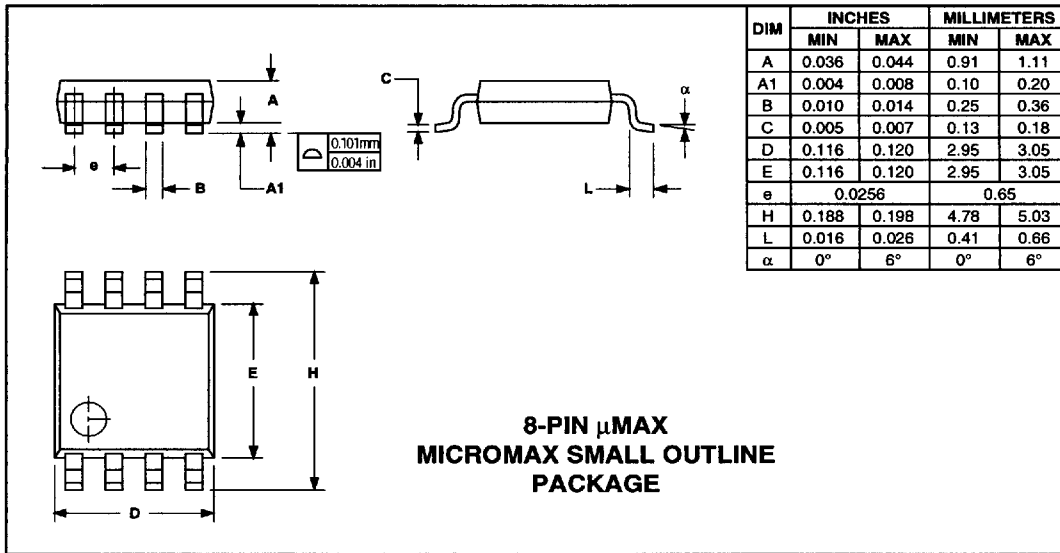 C
α
A
0.101mm
0.004 in
e
B
A1
L
DIM INCHES MILLIMETERS
MIN MAX MIN MAX
A 0.036 0.044 0.91 1.11
A1 0.004 0.008 0.10 0.20
B 0.010 0.014 0.25 0.36
C 0.005 0.007 0.13 0.18
D 0.116 0.120 2.95 3.05
E 0.116 0.120 2.95 3.05
e 0.0256 0.65
H 0.188 0.198 4.78 5.03
L 0.016 0.026 0.41 0.66
α 0° 6° 0° 6°
E
H
D
8-PIN µMAX
MICROMAX SMALL OUTLINE
PACKAGE